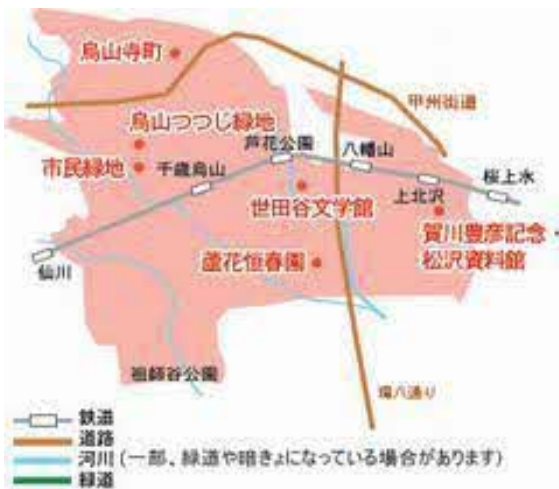 烏山寺町
甲州街道
烏山つつじ緑地
芦花公園
八幡山
市民緑地
千歳烏山
桜上水
上北沢
世田谷文学館
賀川豊彦記念・
松沢資料館
蘆花恒春園
仙川
祖師谷公園
環八通り
鉄道
道路
河川(一部、緑道や暗きょになっている場合があります)
緑道